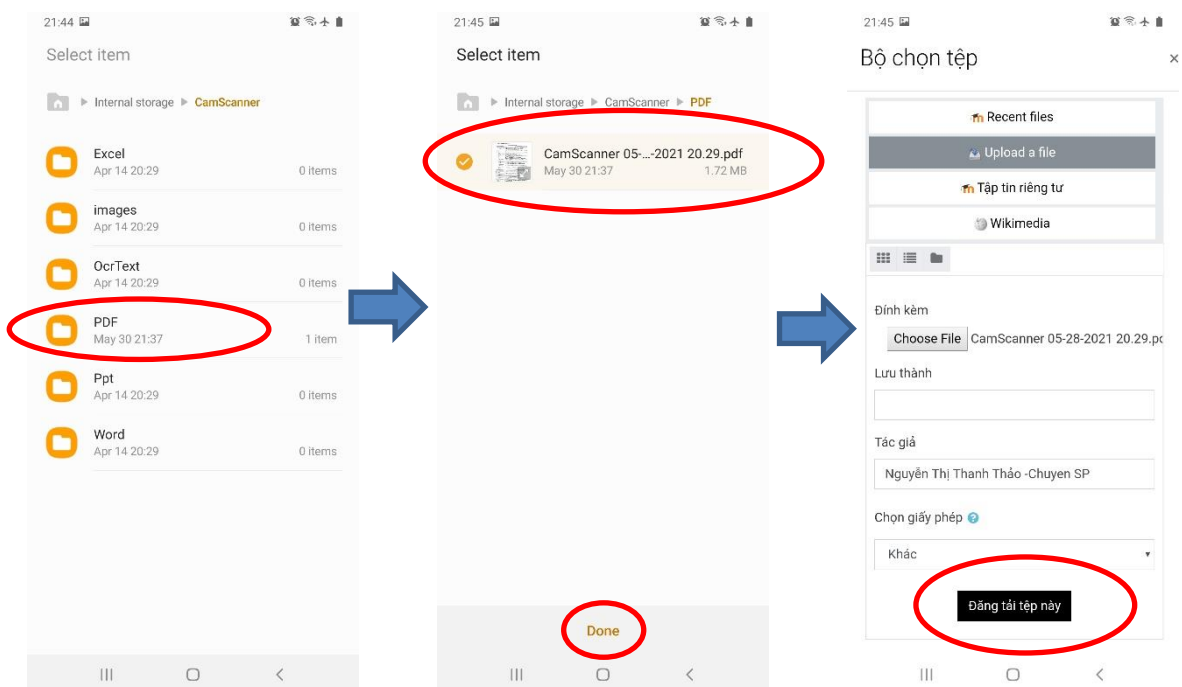 21:44
Select item
Internal storage ▶ CamScanner
Excel
Apr 14 20:29 0 items
images
Apr 14 20:29 0 items
OcrText
Apr 14 20:29 0 items
PDF
May 30 21:37 1 item
Ppt
Apr 14 20:29 0 items
Word
Apr 14 20:29 0 items
21:45
Select item
Internal storage ▶ CamScanner ▶ PDF
CamScanner 05-...-2021 20.29.pdf
May 30 21:37 1.72 MB
Done
21:45
Bộ chọn tệp ×
Recent files
Upload a file
Tập tin riêng tư
Wikimedia
Đính kèm
Choose File CamScanner 05-28-2021 20.29.pd
Lưu thành
Tác giả
Nguyễn Thị Thanh Thảo -Chuyen SP
Chọn giấy phép
Khác
Đăng tải tệp này